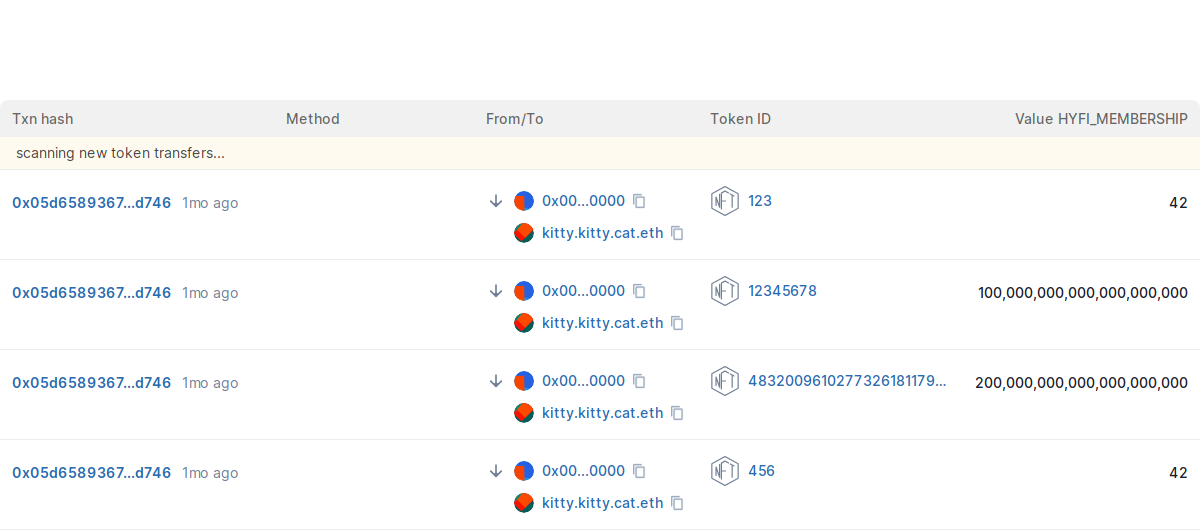 Txn hash Method From/To Token ID Value HYFI_MEMBERSHIP
scanning new token transfers...
0x05d6589367...d746 1mo ago 0x00...0000 NFT 123 42
kitty.kitty.cat.eth
0x05d6589367...d746 1mo ago 0x00...0000 NFT 12345678 100,000,000,000,000,000,000
kitty.kitty.cat.eth
0x05d6589367...d746 1mo ago 0x00...0000 NFT 4832009610277326181179... 200,000,000,000,000,000,000
kitty.kitty.cat.eth
0x05d6589367...d746 1mo ago 0x00...0000 NFT 456 42
kitty.kitty.cat.eth